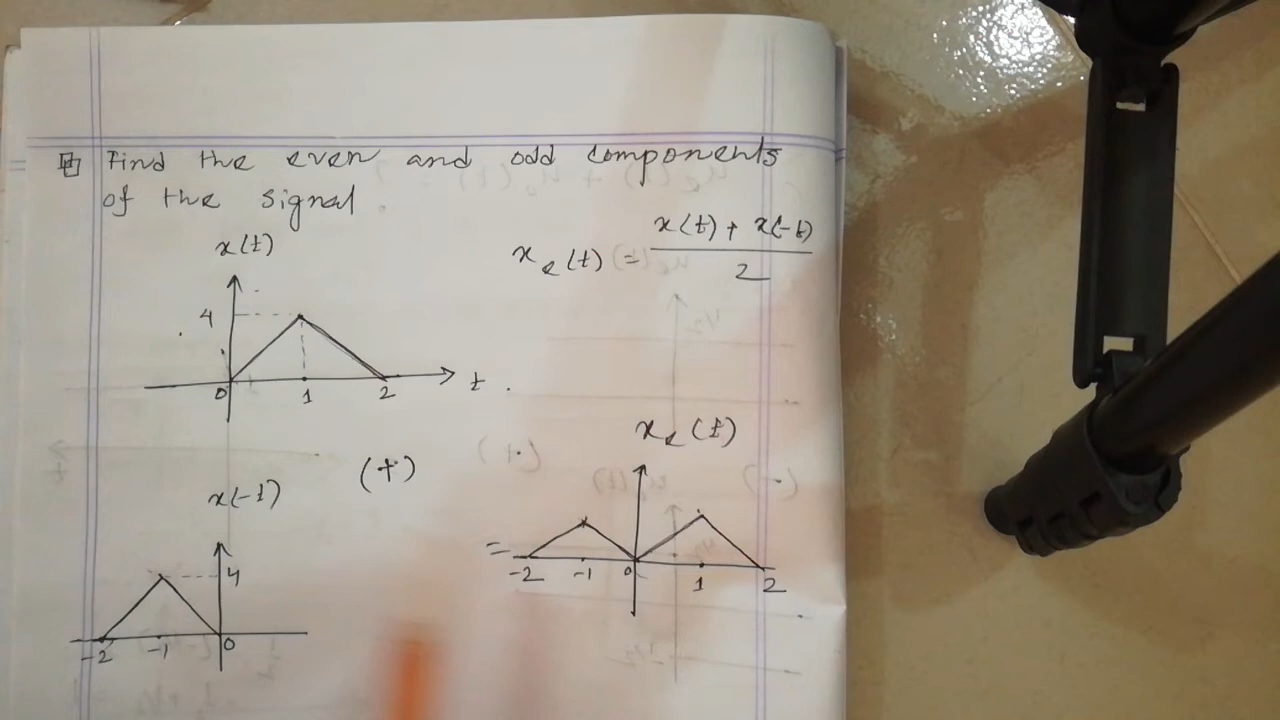 Find the even and odd components
of the signal.
x(t)
x_e(t) = (x(t) + x(-t))/2
4
0 1 2 t
x_e(t)
(+)
x(-t)
=
-2 -1 0 1 2
4
-2 -1 0